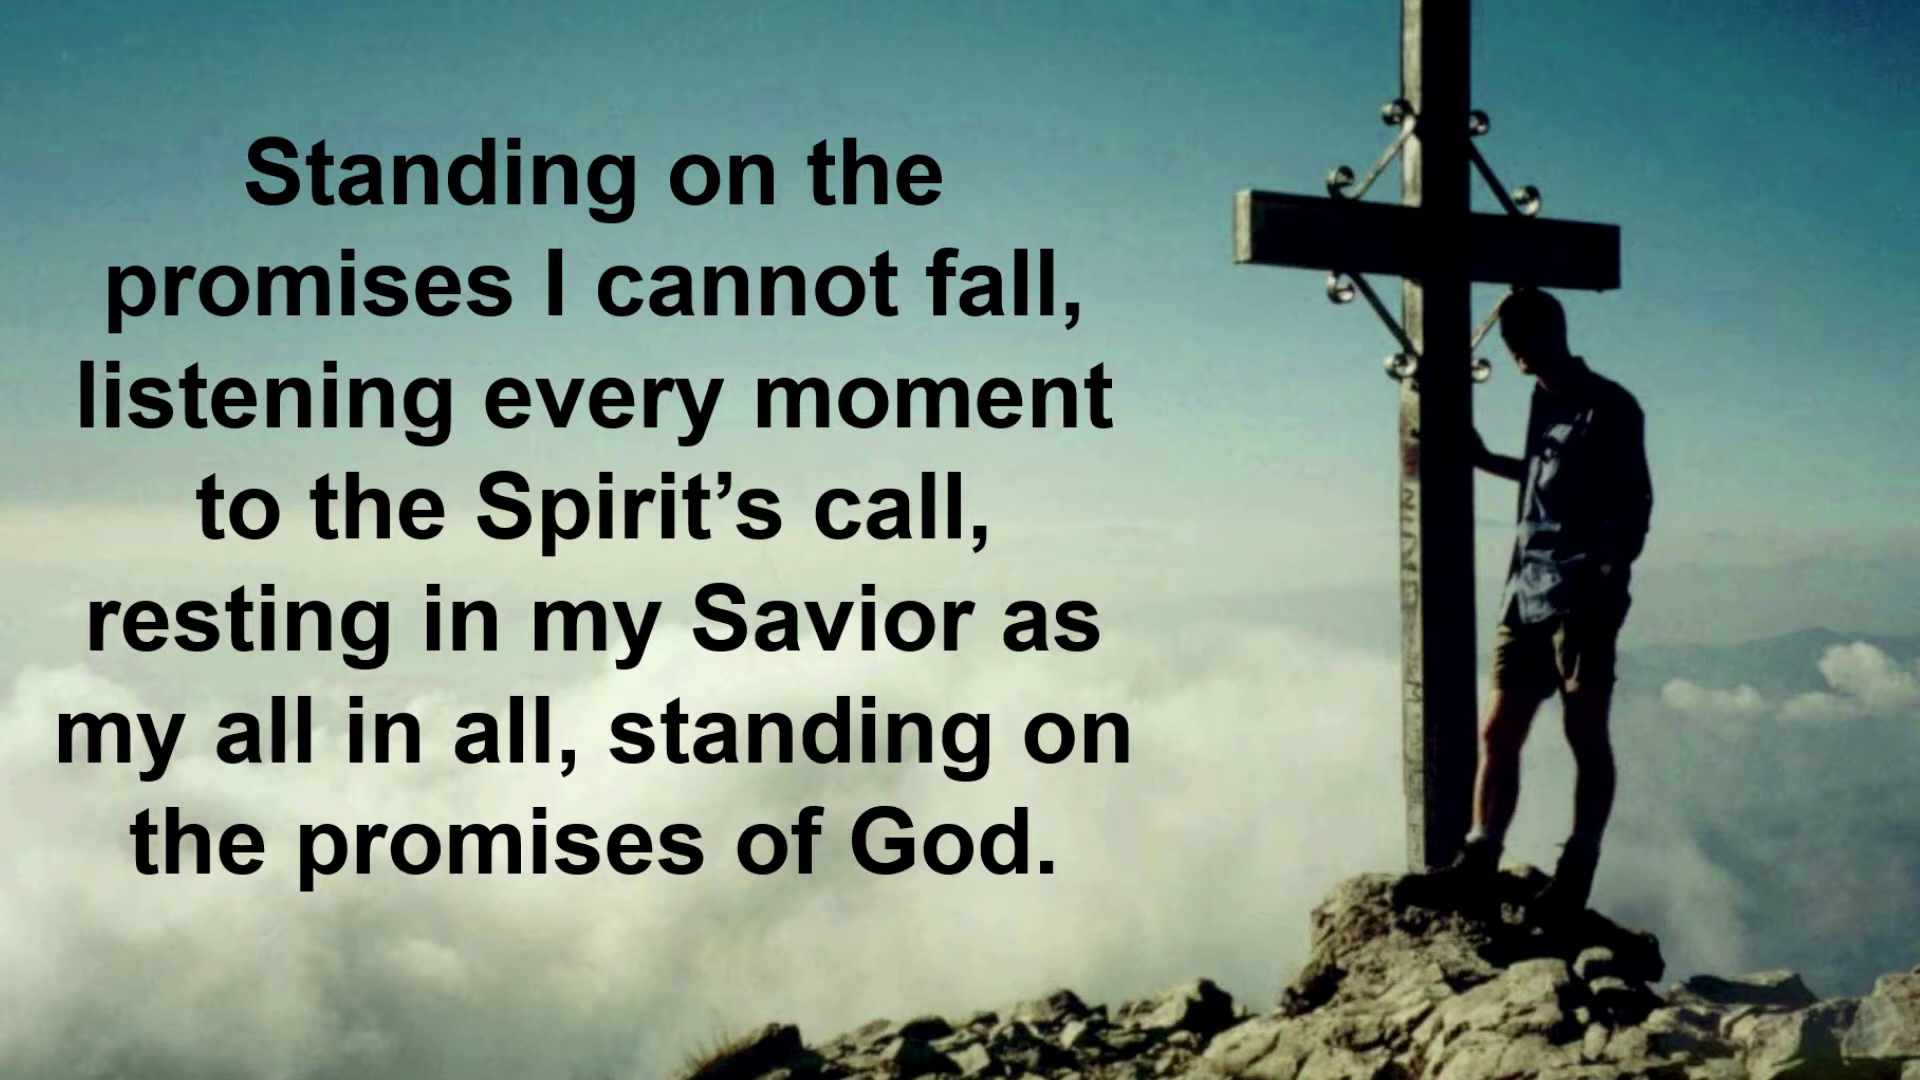 Standing on the
promises I cannot fall,
listening every moment
to the Spirit’s call,
resting in my Savior as
my all in all, standing on
the promises of God.